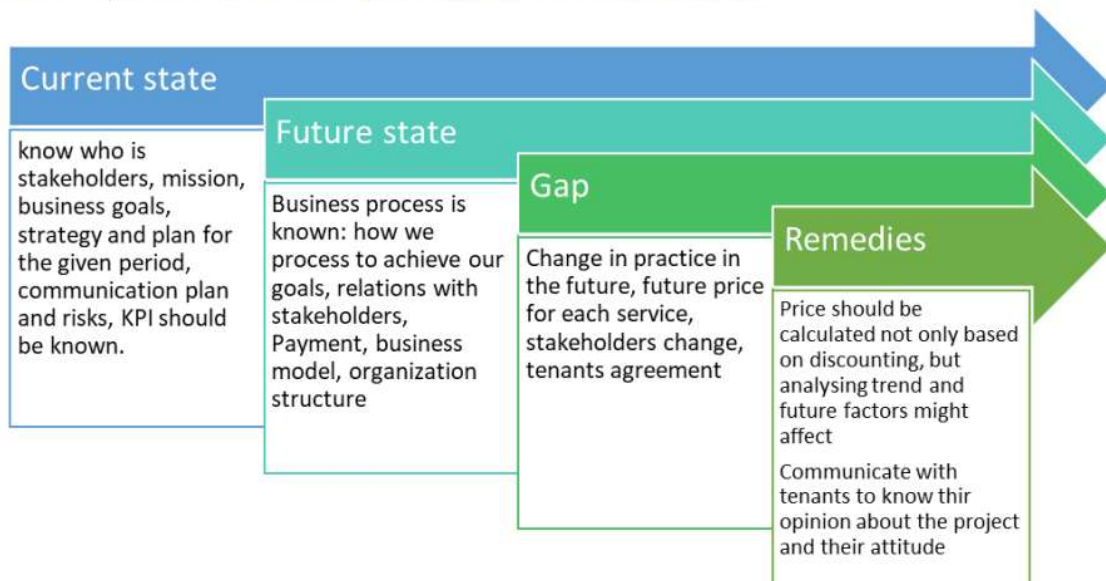 Current state
know who is
stakeholders, mission,
business goals,
strategy and plan for
the given period,
communication plan
and risks, KPI should
be known.
Future state
Business process is
known: how we
process to achieve our
goals, relations with
stakeholders,
Payment, business
model, organization
structure
Gap
Change in practice in
the future, future price
for each service,
stakeholders change,
tenants agreement
Remedies
Price should be
calculated not only based
on discounting, but
analysing trend and
future factors might
affect
Communicate with
tenants to know thir
opinion about the project
and their attitude